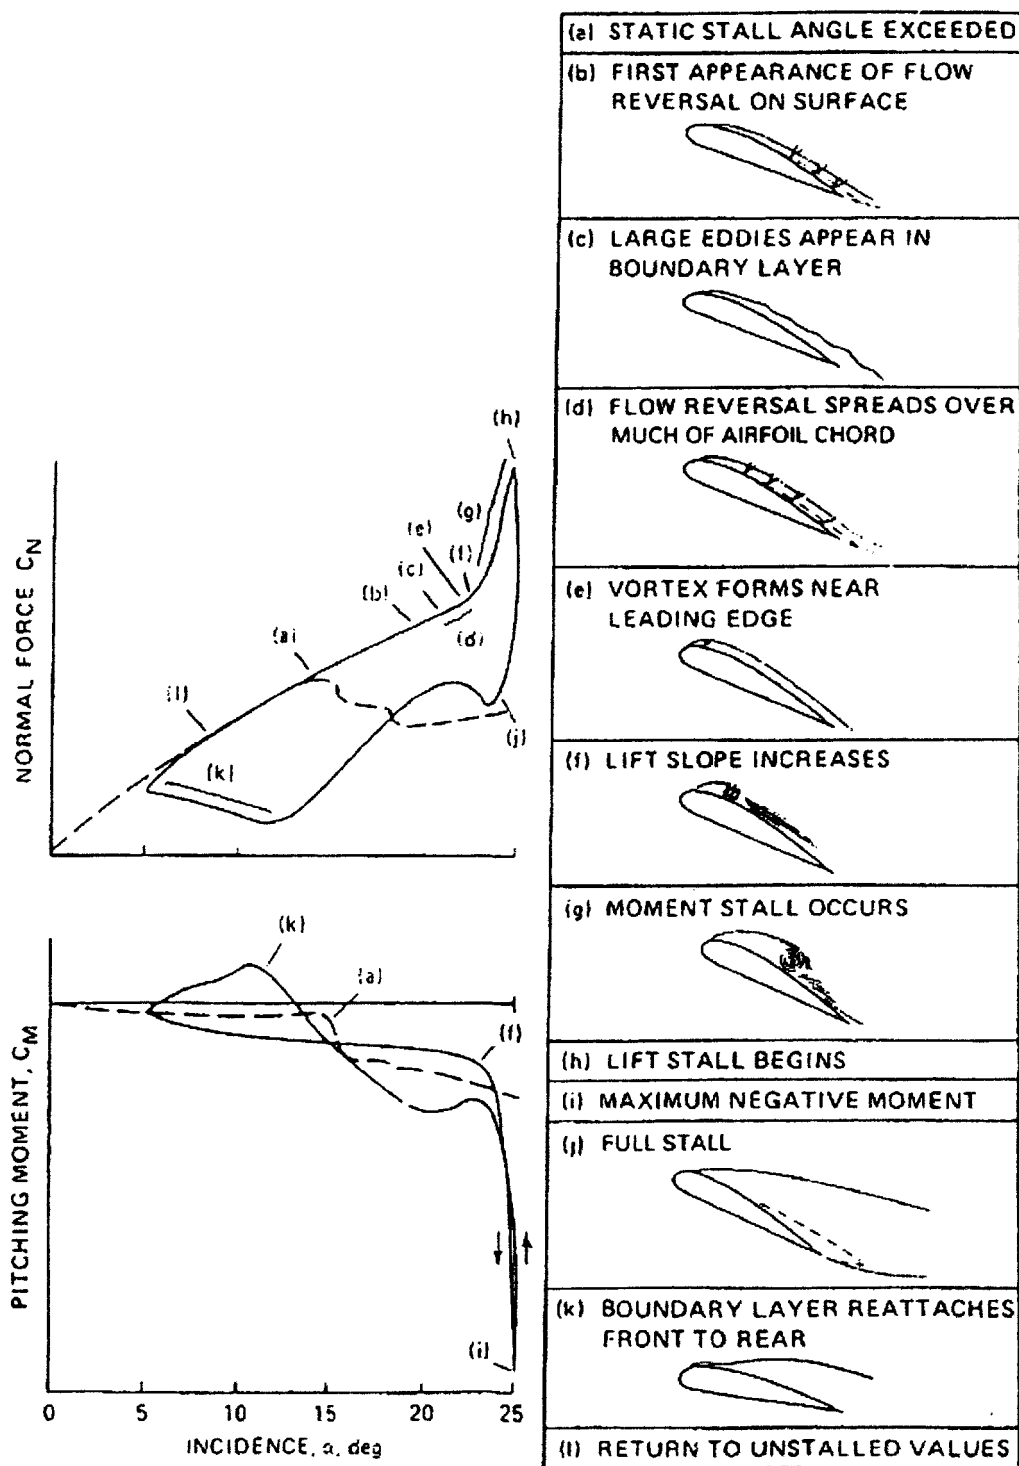 (a) STATIC STALL ANGLE EXCEEDED
(b) FIRST APPEARANCE OF FLOW
REVERSAL ON SURFACE
(c) LARGE EDDIES APPEAR IN
BOUNDARY LAYER
(d) FLOW REVERSAL SPREADS OVER
MUCH OF AIRFOIL CHORD
(e) VORTEX FORMS NEAR
LEADING EDGE
(f) LIFT SLOPE INCREASES
(g) MOMENT STALL OCCURS
(h) LIFT STALL BEGINS
(i) MAXIMUM NEGATIVE MOMENT
(j) FULL STALL
(k) BOUNDARY LAYER REATTACHES
FRONT TO REAR
(l) RETURN TO UNSTALLED VALUES
NORMAL FORCE CN
(h)
(g)
(e)
(f)
(c)
(b)
(d)
(a)
(l)
(j)
(k)
PITCHING MOMENT, CM
(k)
(a)
(f)
(i)
0 5 10 15 20 25
INCIDENCE, α, deg